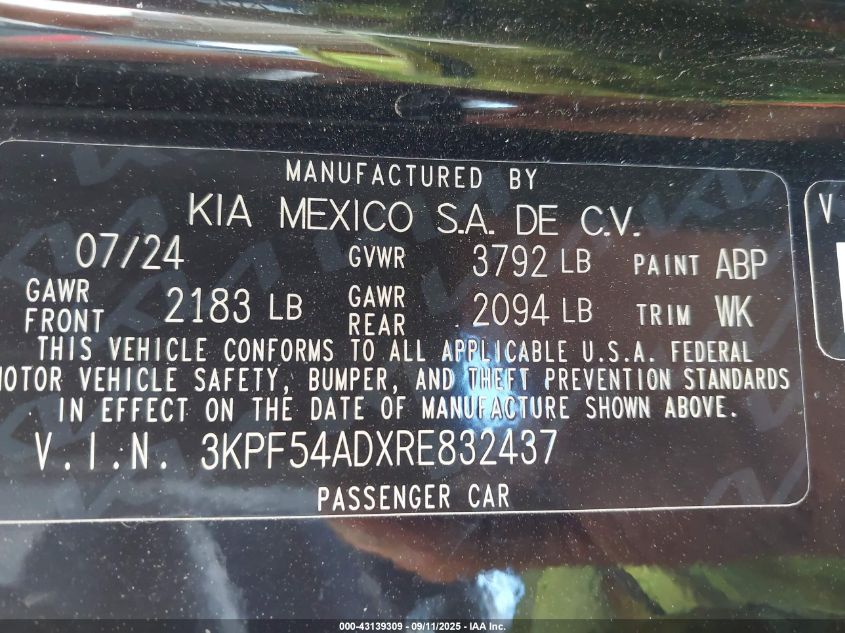 MANUFACTURED BY
KIA MEXICO S.A. DE C.V.
07/24 GVWR 3792 LB PAINT ABP
GAWR FRONT 2183 LB GAWR REAR 2094 LB TRIM WK
THIS VEHICLE CONFORMS TO ALL APPLICABLE U.S.A. FEDERAL
MOTOR VEHICLE SAFETY, BUMPER, AND THEFT PREVENTION STANDARDS
IN EFFECT ON THE DATE OF MANUFACTURE SHOWN ABOVE.
V.I.N. 3KPF54ADXRE832437
PASSENGER CAR
V
000-43139309 - 09/11/2025 - IAA Inc.